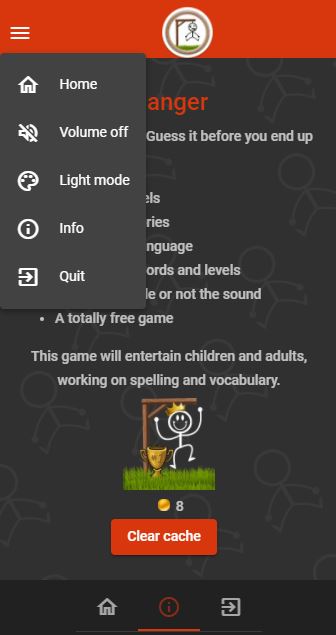 Home
Volume off
Light mode
Info
Quit
anger
Guess it before you end up
els
ries
nguage
ords and levels
le or not the sound
• A totally free game
This game will entertain children and adults,
working on spelling and vocabulary.
8
Clear cache